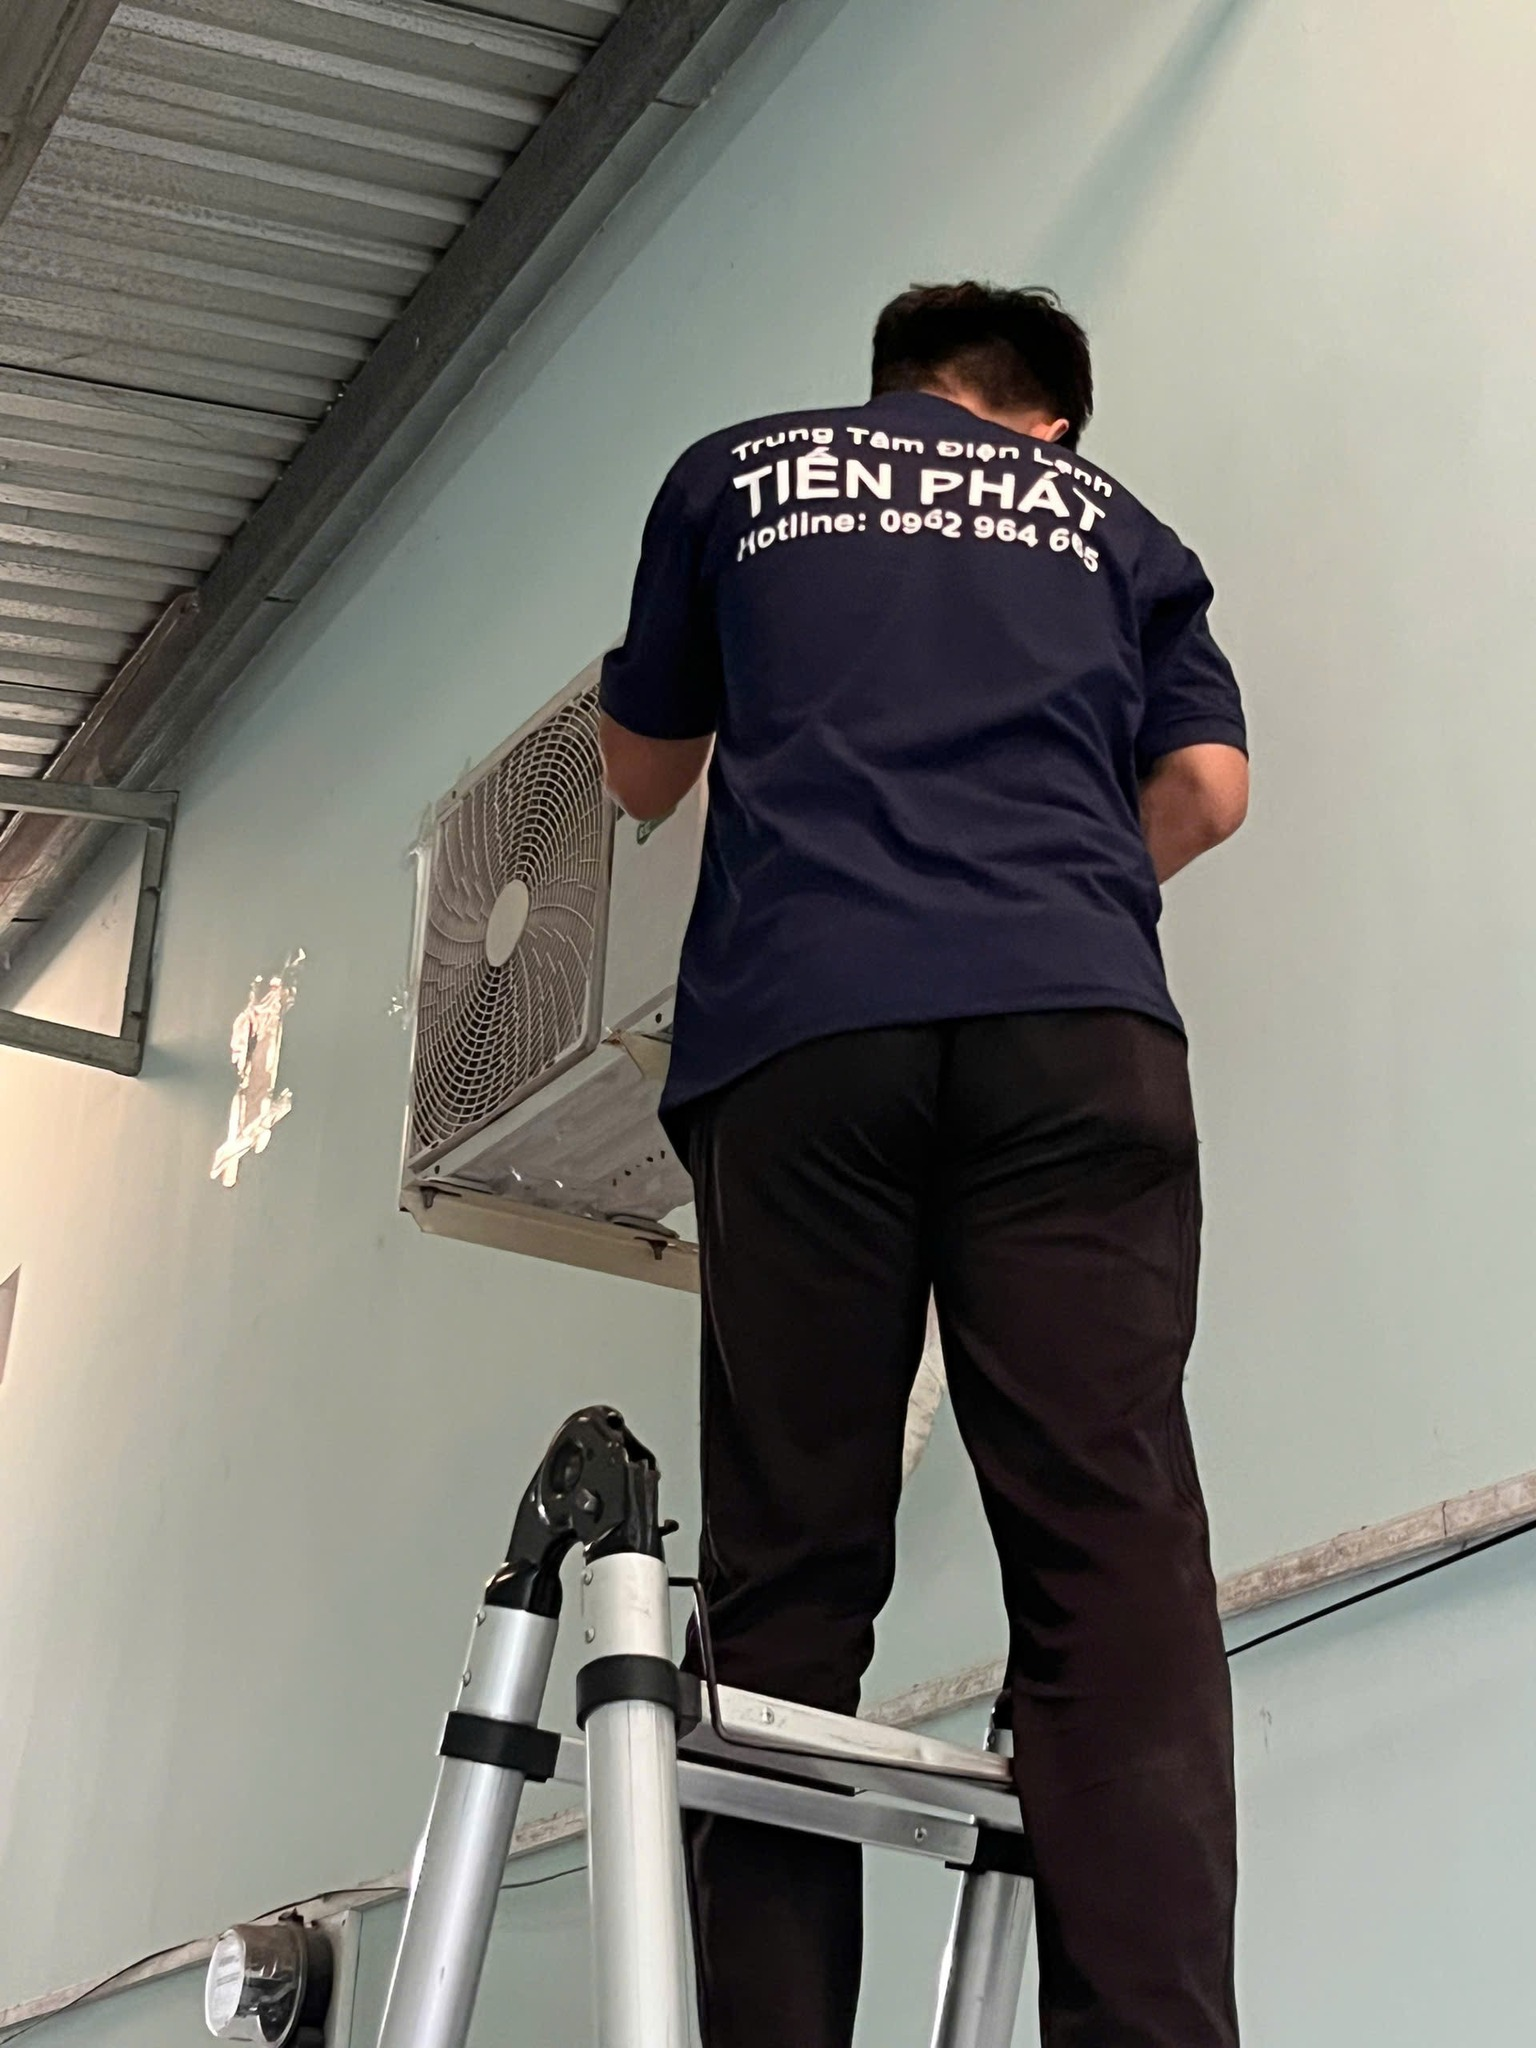 Trung Tâm Điện Lạnh
TIẾN PHÁT
Hotline: 0962 964